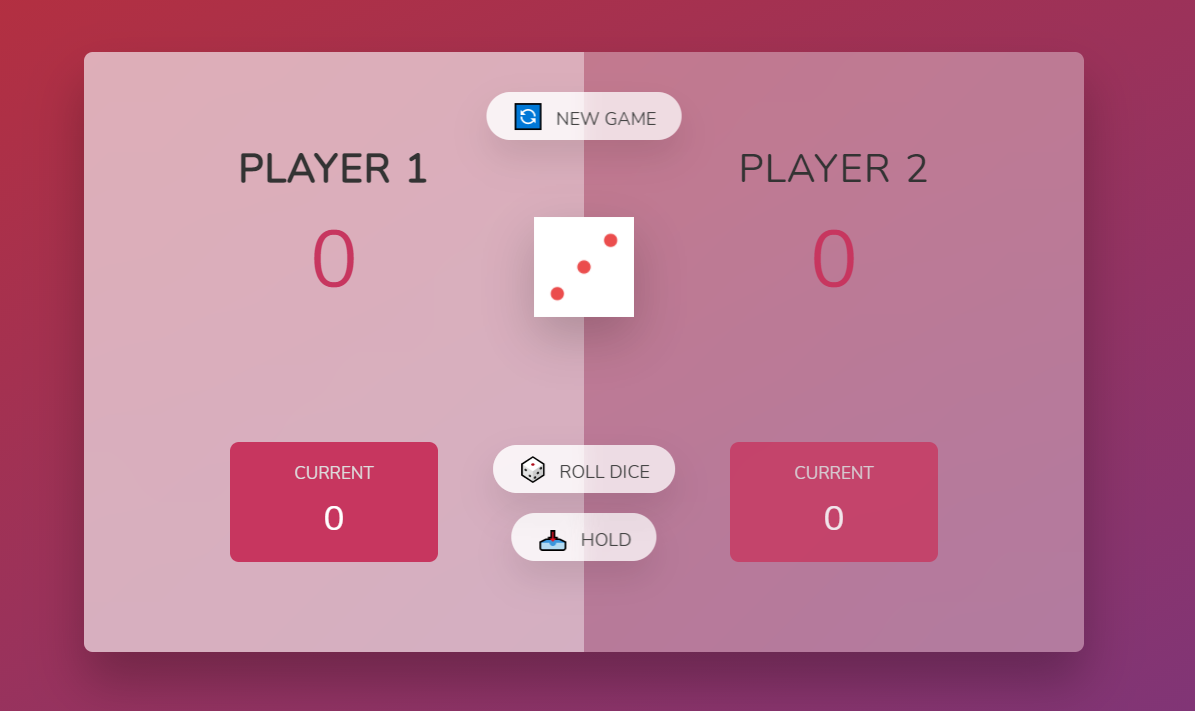 NEW GAME
PLAYER 1
0
PLAYER 2
0
CURRENT
0
ROLL DICE
HOLD
CURRENT
0